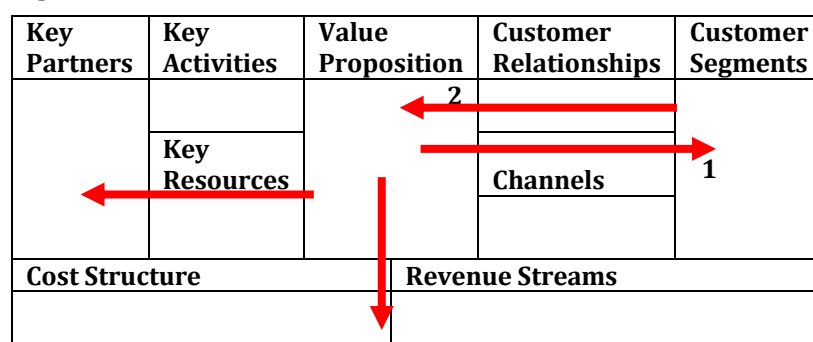 Key Partners
Key Activities
Value Proposition
Customer Relationships
Customer Segments
2
Key Resources
Channels
1
Cost Structure
Revenue Streams